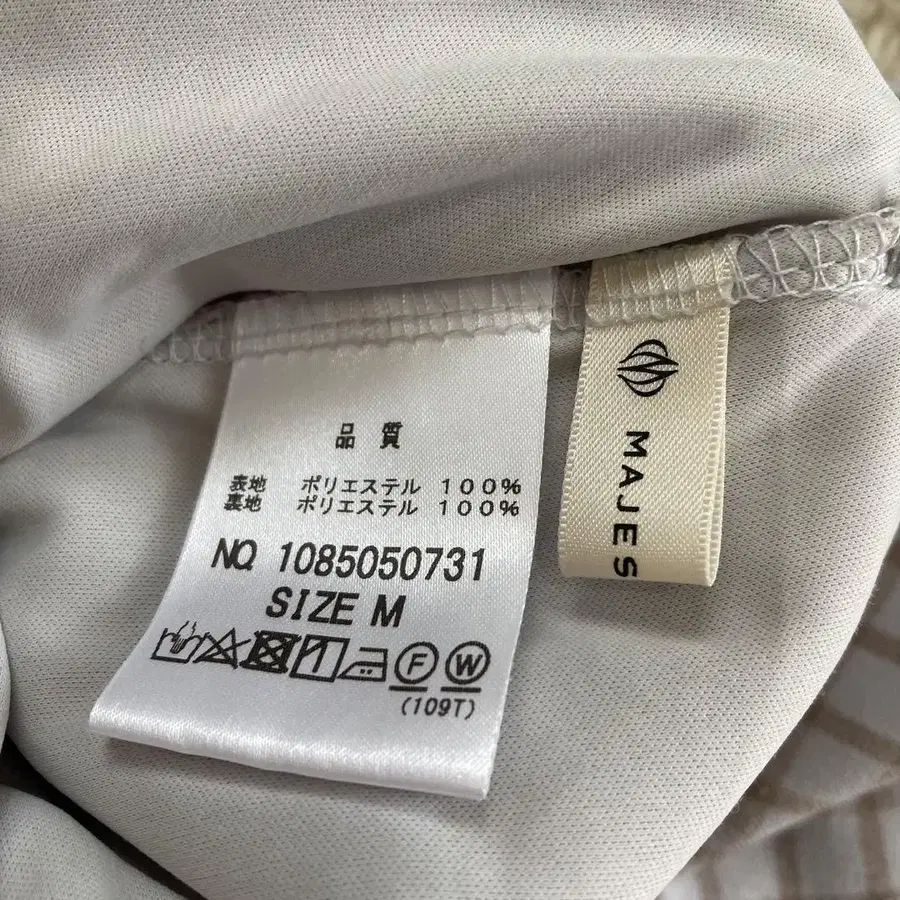 品質
表地 ポリエステル 100%
裏地 ポリエステル 100%
NO. 1085050731
SIZE M
F W
(109T)
MAJES